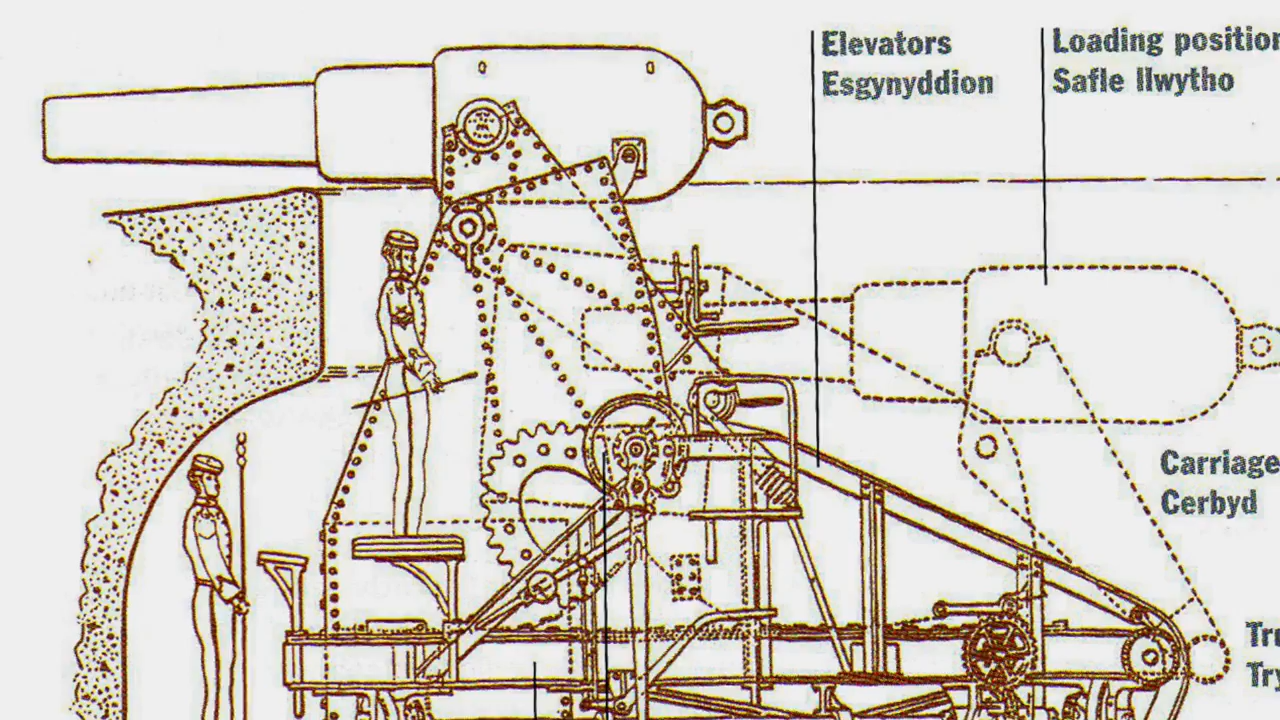 Elevators
Esgynyddion
Loading position
Safle llwytho
Carriage
Cerbyd